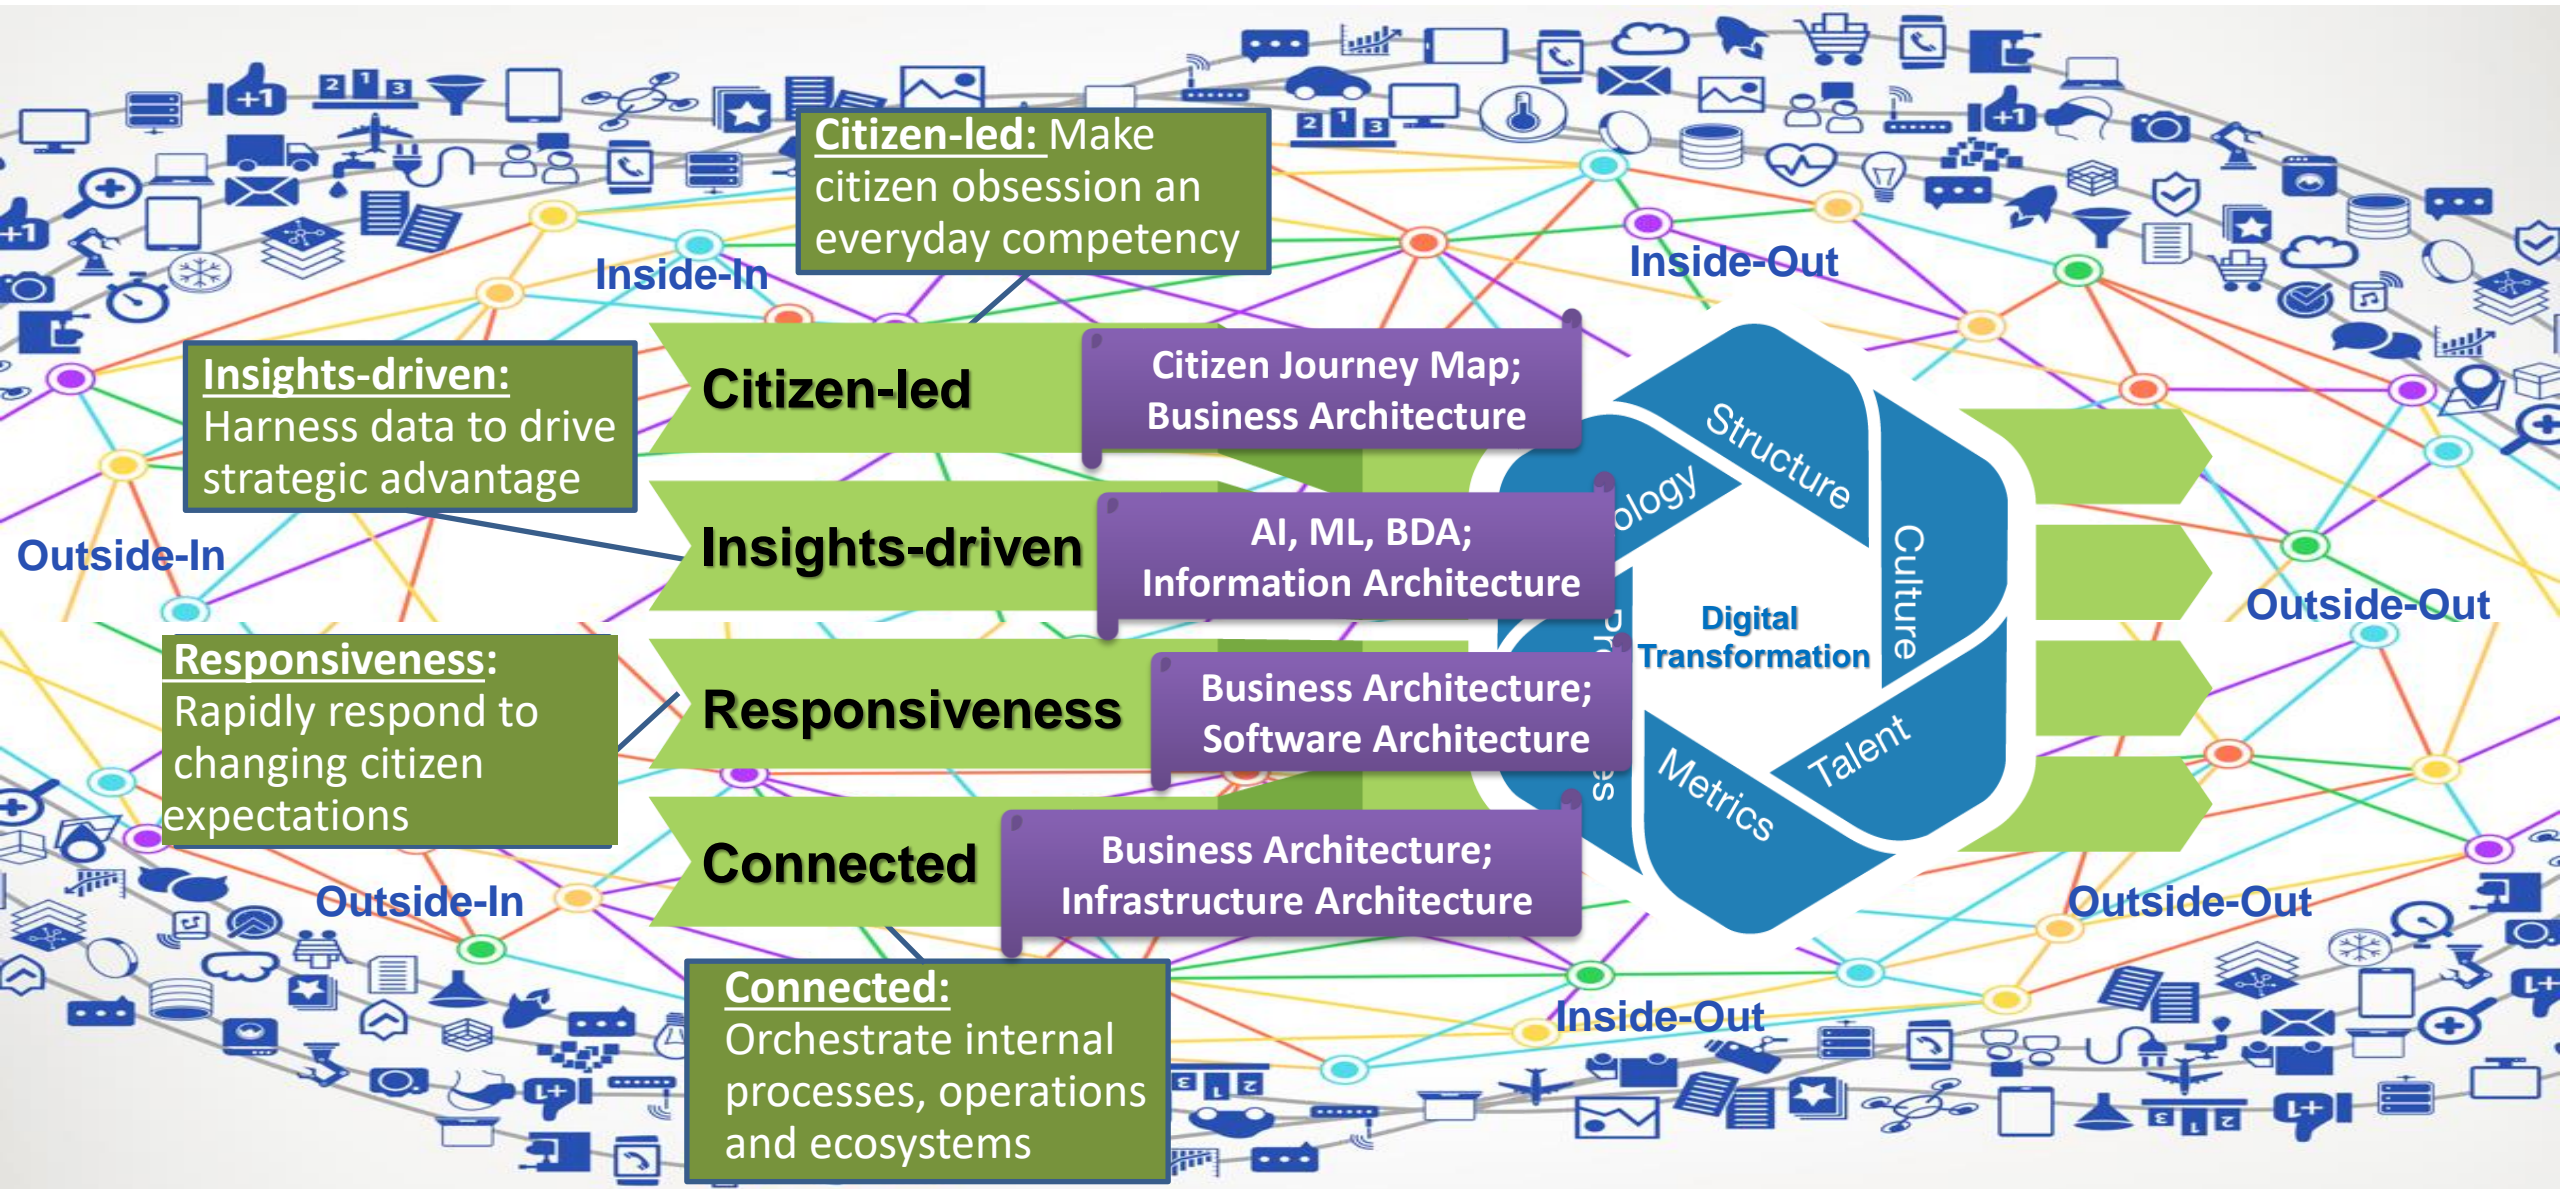 Citizen-led: Make
citizen obsession an
everyday competency
Inside-In
Inside-Out
Insights-driven:
Harness data to drive
strategic advantage
Citizen-led
Citizen Journey Map;
Business Architecture
Structure
Culture
Outside-In
Insights-driven
AI, ML, BDA;
Information Architecture
Digital
Transformation
Outside-Out
Responsiveness:
Rapidly respond to
changing citizen
expectations
Responsiveness
Business Architecture;
Software Architecture
Talent
Metrics
Connected
Business Architecture;
Infrastructure Architecture
Outside-In
Outside-Out
Connected:
Orchestrate internal
processes, operations
and ecosystems
Inside-Out